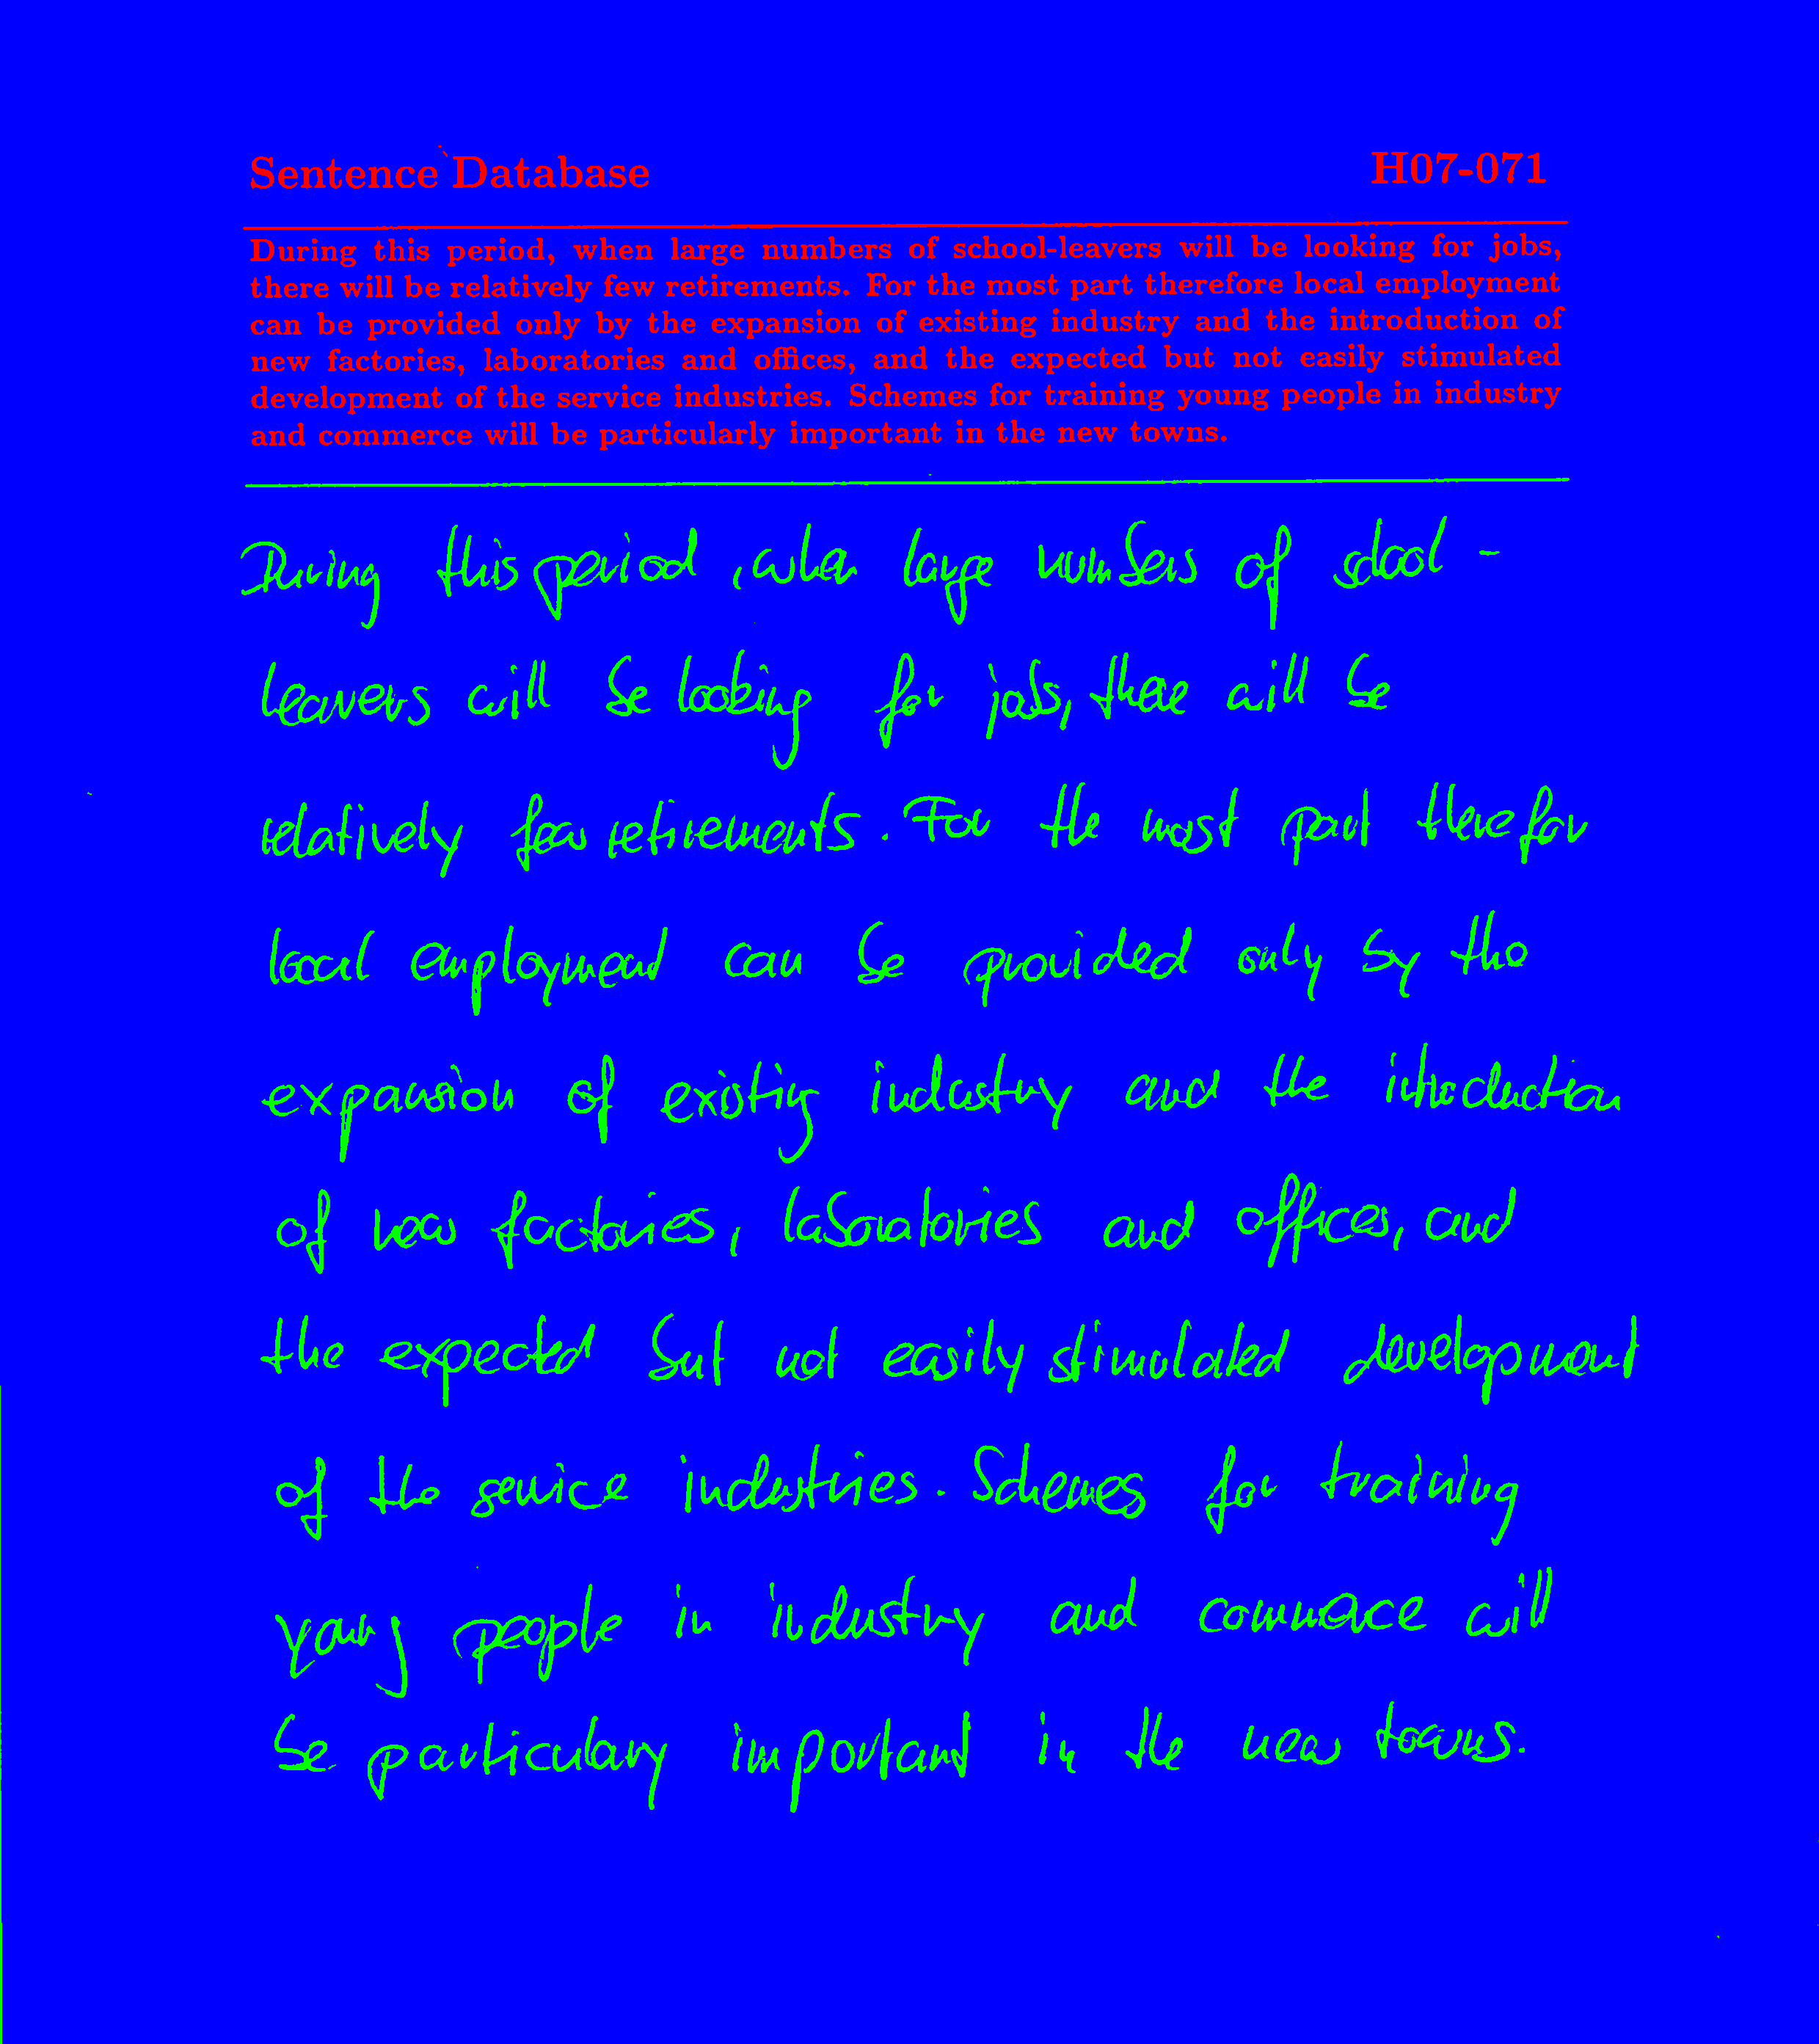 Sentence Database H07-071
During this period, when large numbers of school-leavers will be looking for jobs,
there will be relatively few retirements. For the most part therefore local employment
can be provided only by the expansion of existing industry and the introduction of
new factories, laboratories and offices, and the expected but not easily stimulated
development of the service industries. Schemes for training young people in industry
and commerce will be particularly important in the new towns.
During this period, when large numbers of school-
leavers will be looking for jobs, there will be
relatively few retirements. For the most part therefor
local employment can be provided only by the
expansion of existing industry and the introduction
of new factories, laboratories and offices, and
the expected but not easily stimulated development
of the service industries. Schemes for training
young people in industry and commerce will
be particulary important in the new towns.